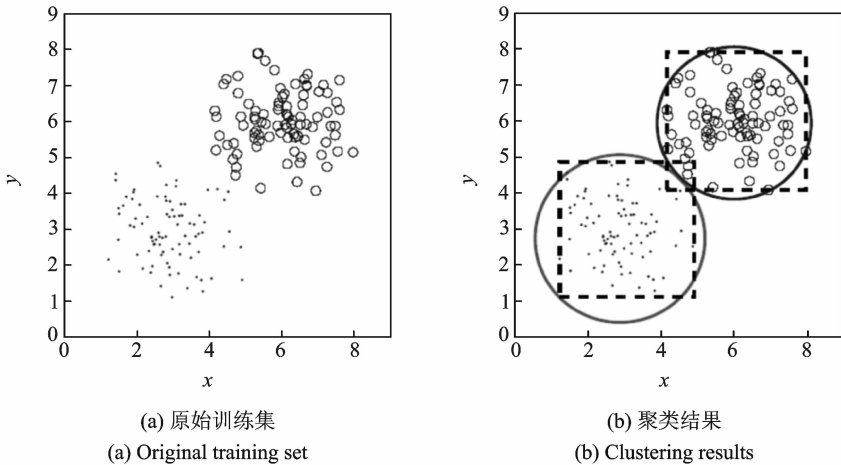 9
8
7
6
5
4
3
2
1
0
y
0 2 4 6 8
x
(a) 原始训练集
(a) Original training set
9
8
7
6
5
4
3
2
1
0
y
0 2 4 6 8
x
(b) 聚类结果
(b) Clustering results